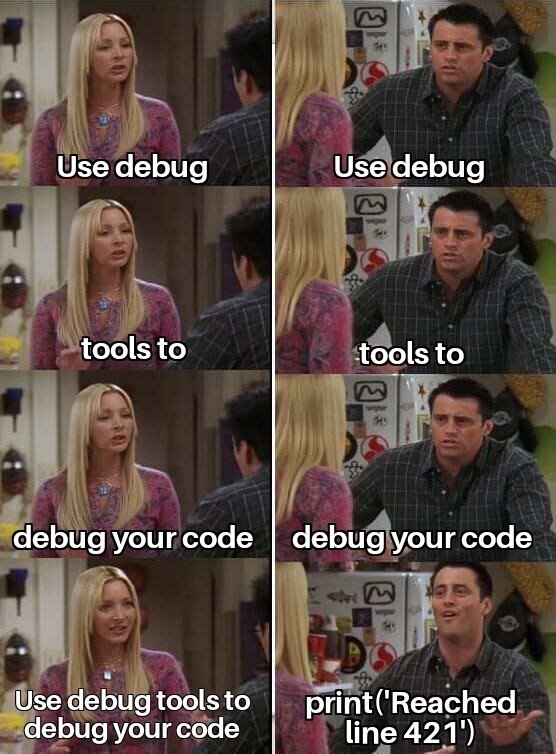 Use debug
Use debug
tools to
tools to
debug your code
debug your code
Use debug tools to
debug your code
print('Reached
line 421')